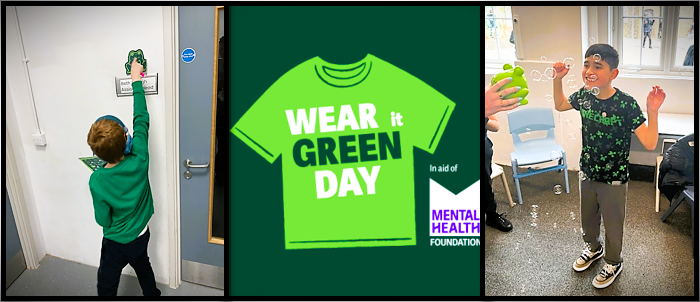 WEAR it
GREEN
DAY
In aid of
MENTAL
HEALTH
FOUNDATION